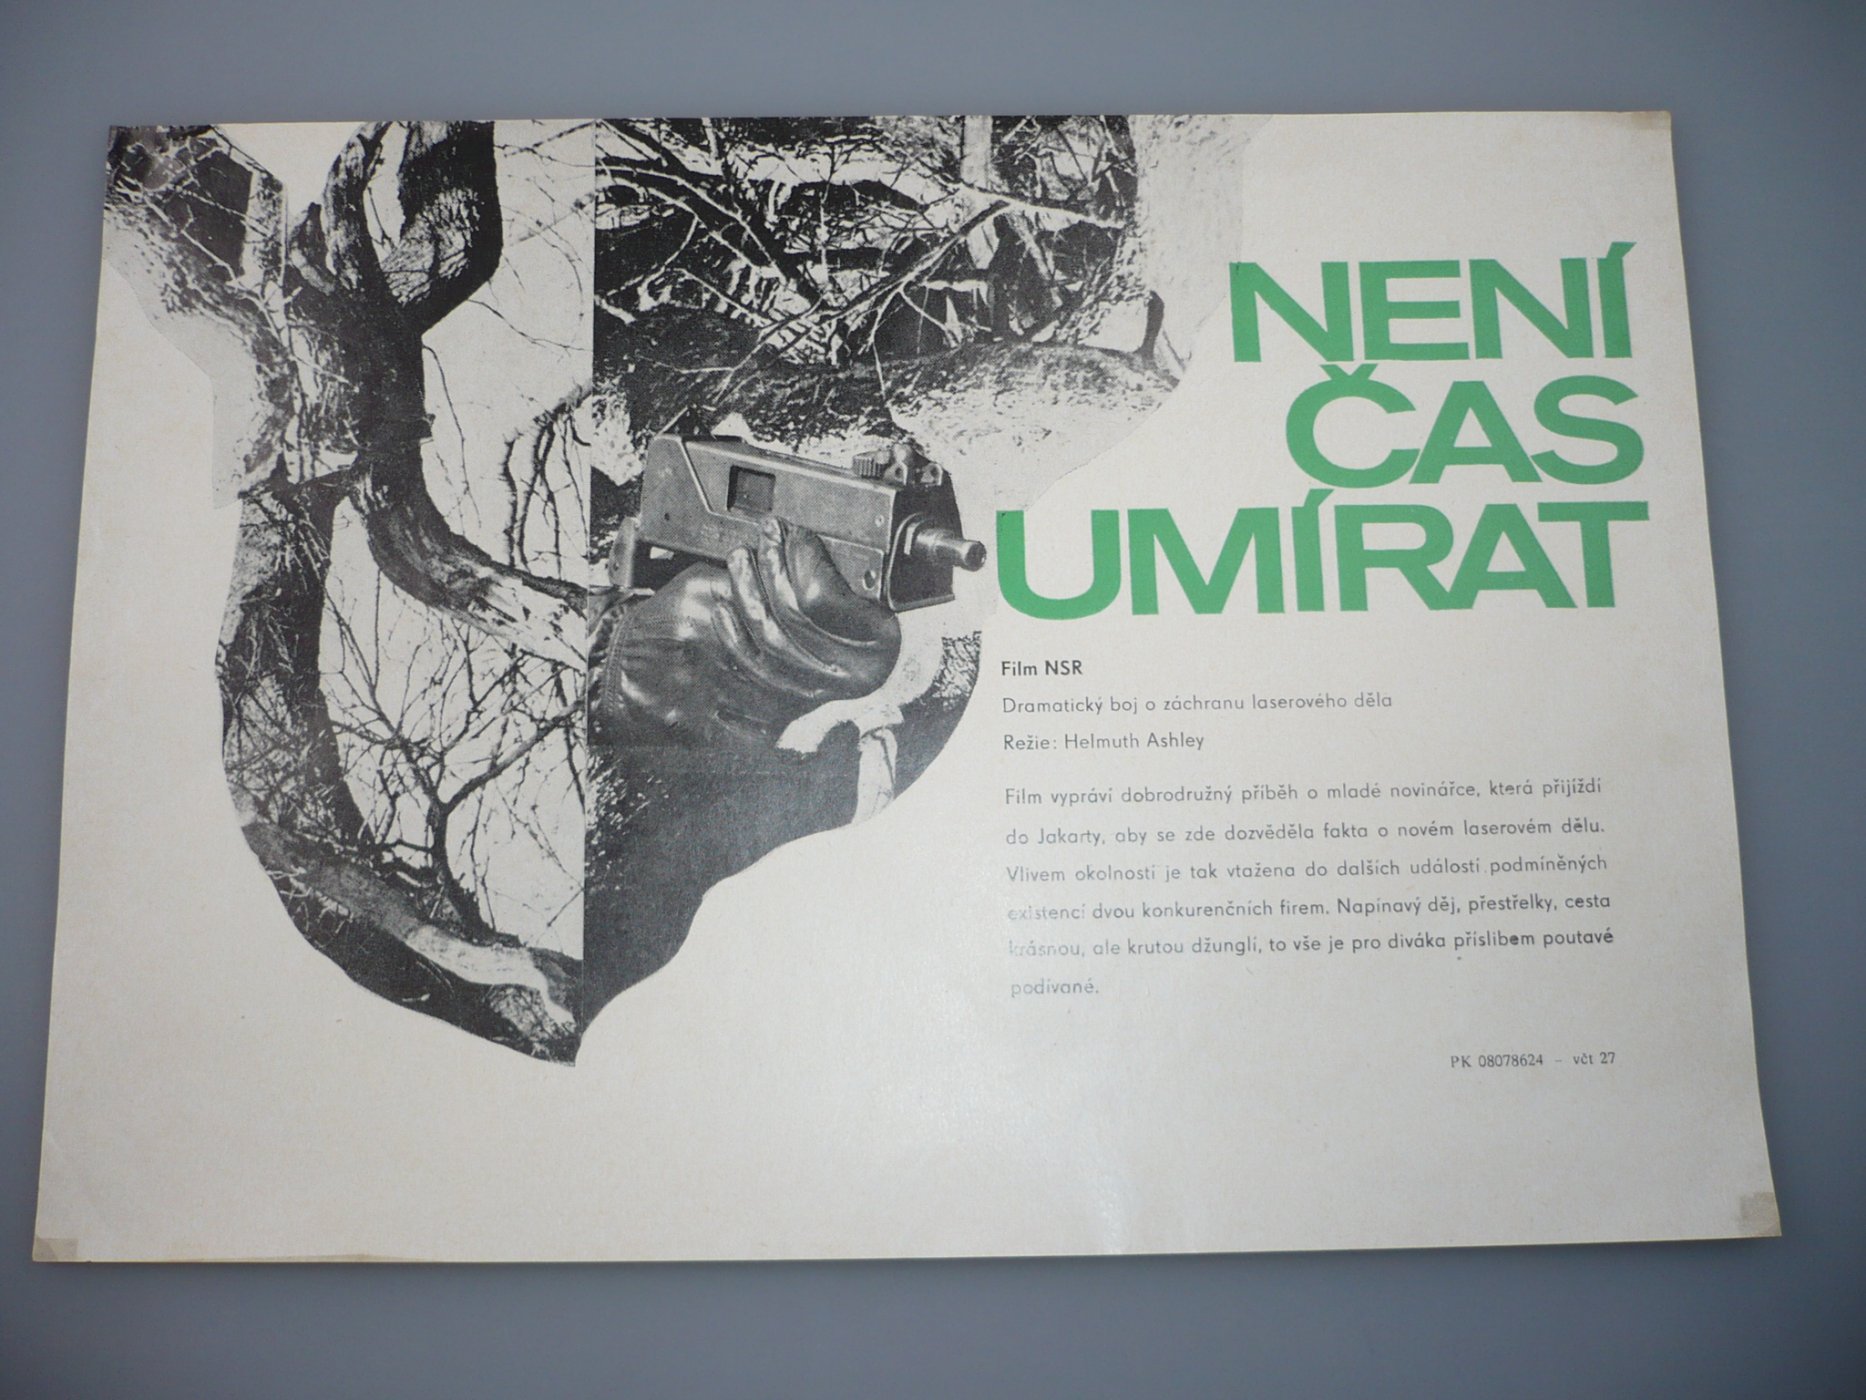 NENÍ
ČAS
UMÍRAT
Film NSR
Dramatický boj o záchranu laserového děla
Režie: Helmuth Ashley
Film vypráví dobrodružný příběh o mladé novinářce, která přijíždí
do Jakarty, aby se zde dozvěděla fakta o novém laserovém dělu.
Vlivem okolností je tak vtažena do dalších událostí podmíněných
existencí dvou konkurenčních firem. Napínavý děj, přestřelky, cesta
krásnou, ale krutou džunglí, to vše je pro diváka příslibem poutavé
podívané.
PK 08078624 – včt 27